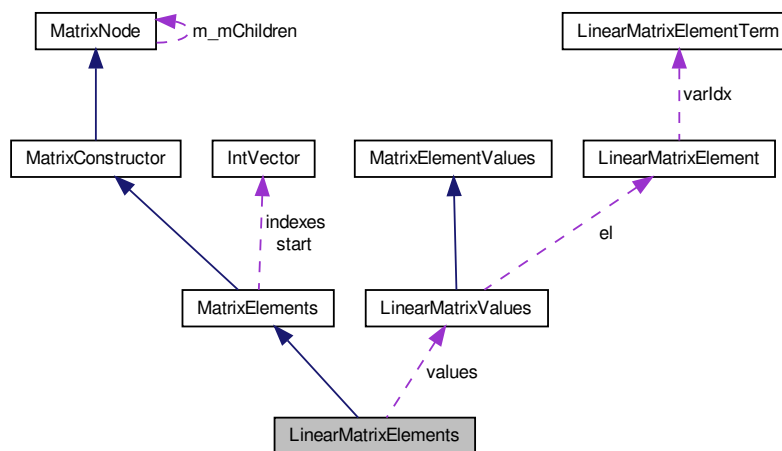 MatrixNode
m_mChildren
LinearMatrixElementTerm
varIdx
MatrixConstructor
IntVector
MatrixElementValues
LinearMatrixElement
indexes
start
el
MatrixElements
LinearMatrixValues
values
LinearMatrixElements